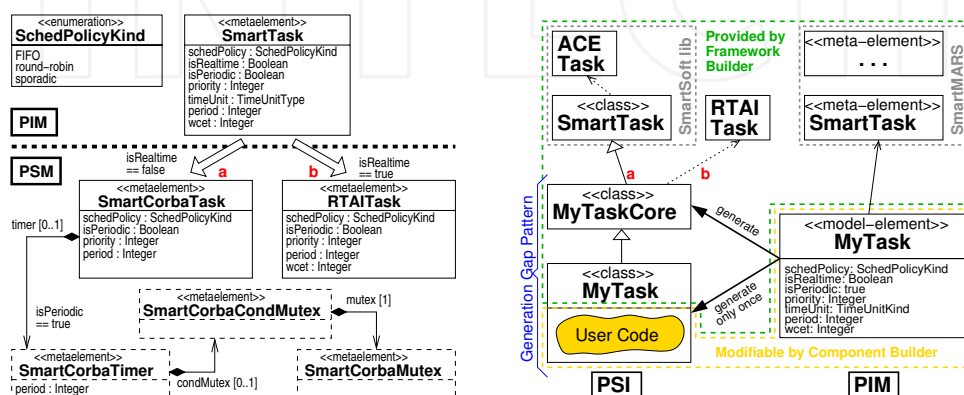 <<enumeration>>
SchedPolicyKind
FIFO
round-robin
sporadic
<<metaelement>>
SmartTask
schedPolicy : SchedPolicyKind
isRealtime : Boolean
isPeriodic : Boolean
priority : Integer
timeUnit : TimeUnitType
period : Integer
wcet : Integer
PIM
PSM
isRealtime
== false
a
b
isRealtime
== true
<<metaelement>>
SmartCorbaTask
schedPolicy : SchedPolicyKind
isPeriodic : Boolean
priority : Integer
period : Integer
<<metaelement>>
RTAITask
schedPolicy : SchedPolicyKind
isPeriodic : Boolean
priority : Integer
period : Integer
wcet : Integer
timer [0..1]
isPeriodic
== true
<<metaelement>>
SmartCorbaCondMutex
mutex [1]
<<metaelement>>
SmartCorbaTimer
period : Integer
condMutex [0..1]
<<metaelement>>
SmartCorbaMutex
ACE
Task
<<class>>
SmartTask
SmartSoft lib
Provided by
Framework
Builder
RTAI
Task
<<meta-element>>
. . .
<<meta-element>>
SmartTask
SmartMARS
a
b
<<class>>
MyTaskCore
generate
<<class>>
MyTask
generate
only once
User Code
Generation Gap Pattern
<<model-element>>
MyTask
schedPolicy: SchedPolicyKind
isRealtime: Boolean
isPeriodic: true
priority: Integer
timeUnit: TimeUnitKind
period: Integer
wcet: Integer
Modifiable by Component Builder
PSI
PIM